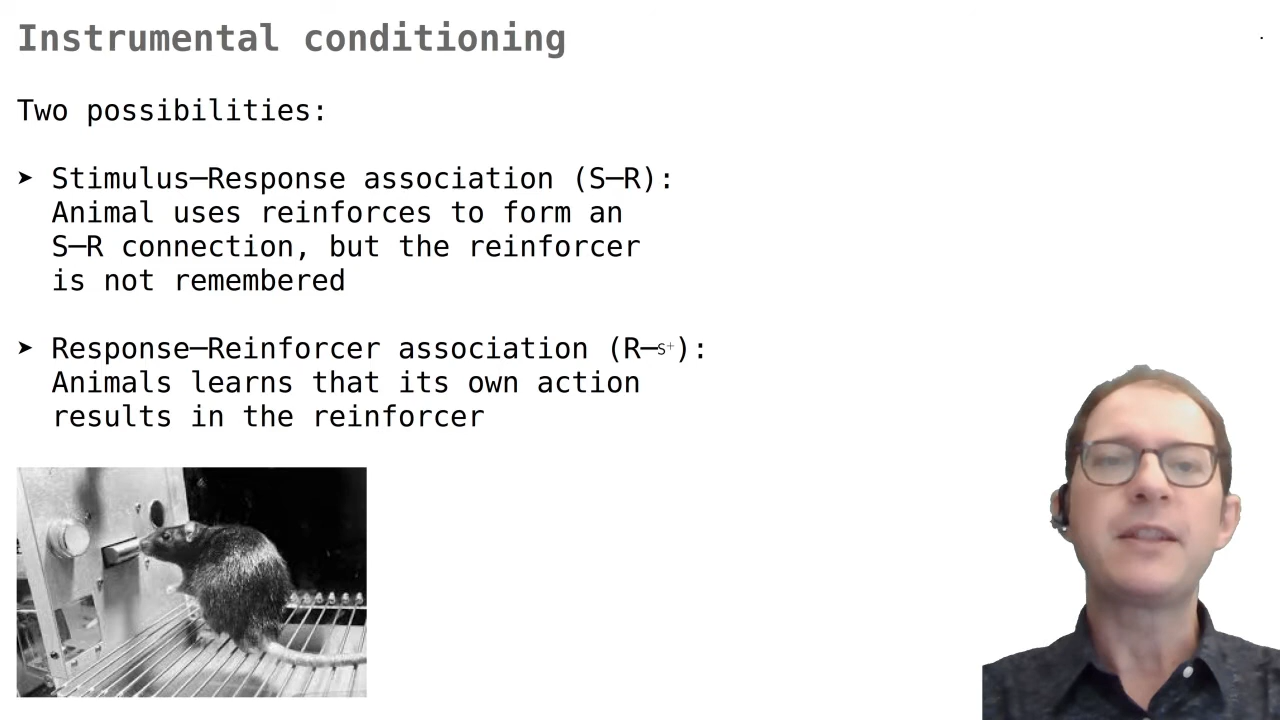 Instrumental conditioning
Two possibilities:
➤ Stimulus─Response association (S─R):
Animal uses reinforces to form an
S─R connection, but the reinforcer
is not remembered
➤ Response─Reinforcer association (R─S⁺):
Animals learns that its own action
results in the reinforcer